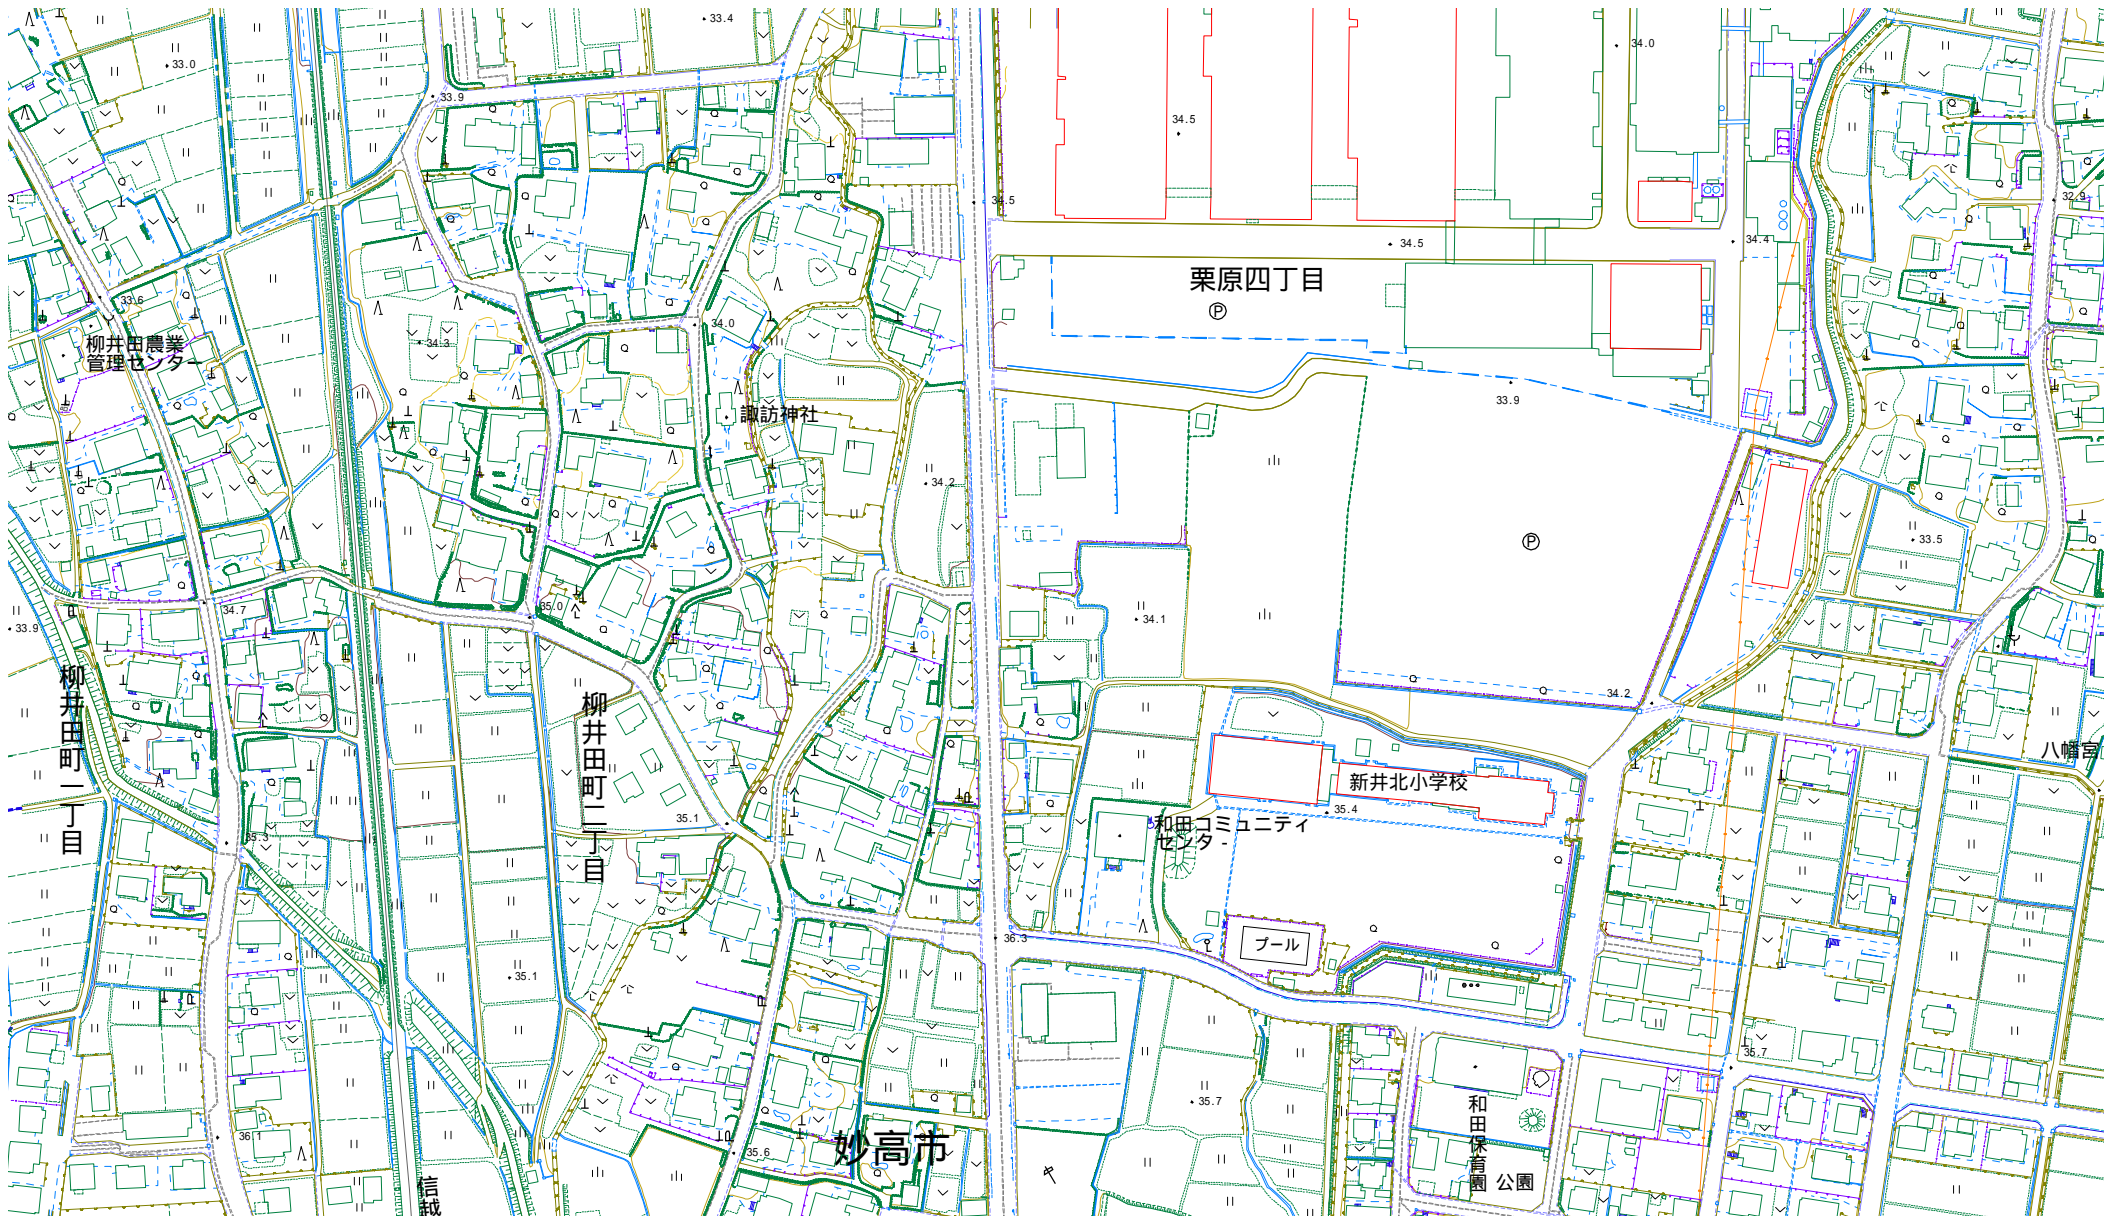 33.4
33.0
34.0
33.9
34.5
32.9
34.5
34.5
34.4
栗原四丁目
Ⓟ
33.6
34.0
柳井田農業
管理センター
34.3
33.9
諏訪神社
34.2
Ⓟ
33.5
34.7
35.0
34.1
33.9
34.2
柳井田町一丁目
柳井田町二丁目
八幡宮
新井北小学校
35.4
35.1
和田コミュニティ
センタ-
35.3
36.3
プール
35.1
35.7
35.7
和田保育園
36.1
妙高市
35.6
公園
信越